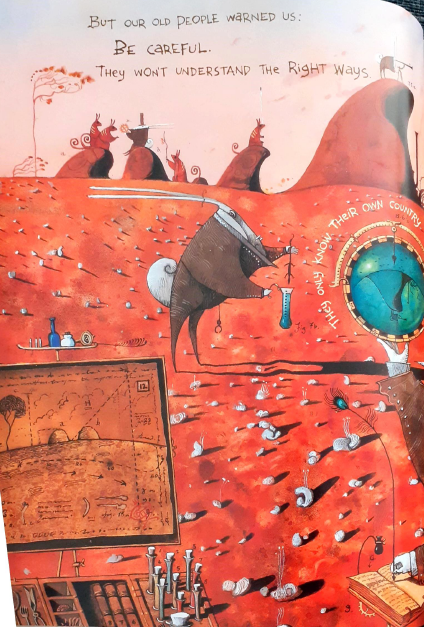 BUT OUR OLD PEOPLE WARNED US:
BE CAREFUL.
THEY WON'T UNDERSTAND THE RIGHT WAYS.
THEY ONLY KNOW THEIR OWN COUNTRY